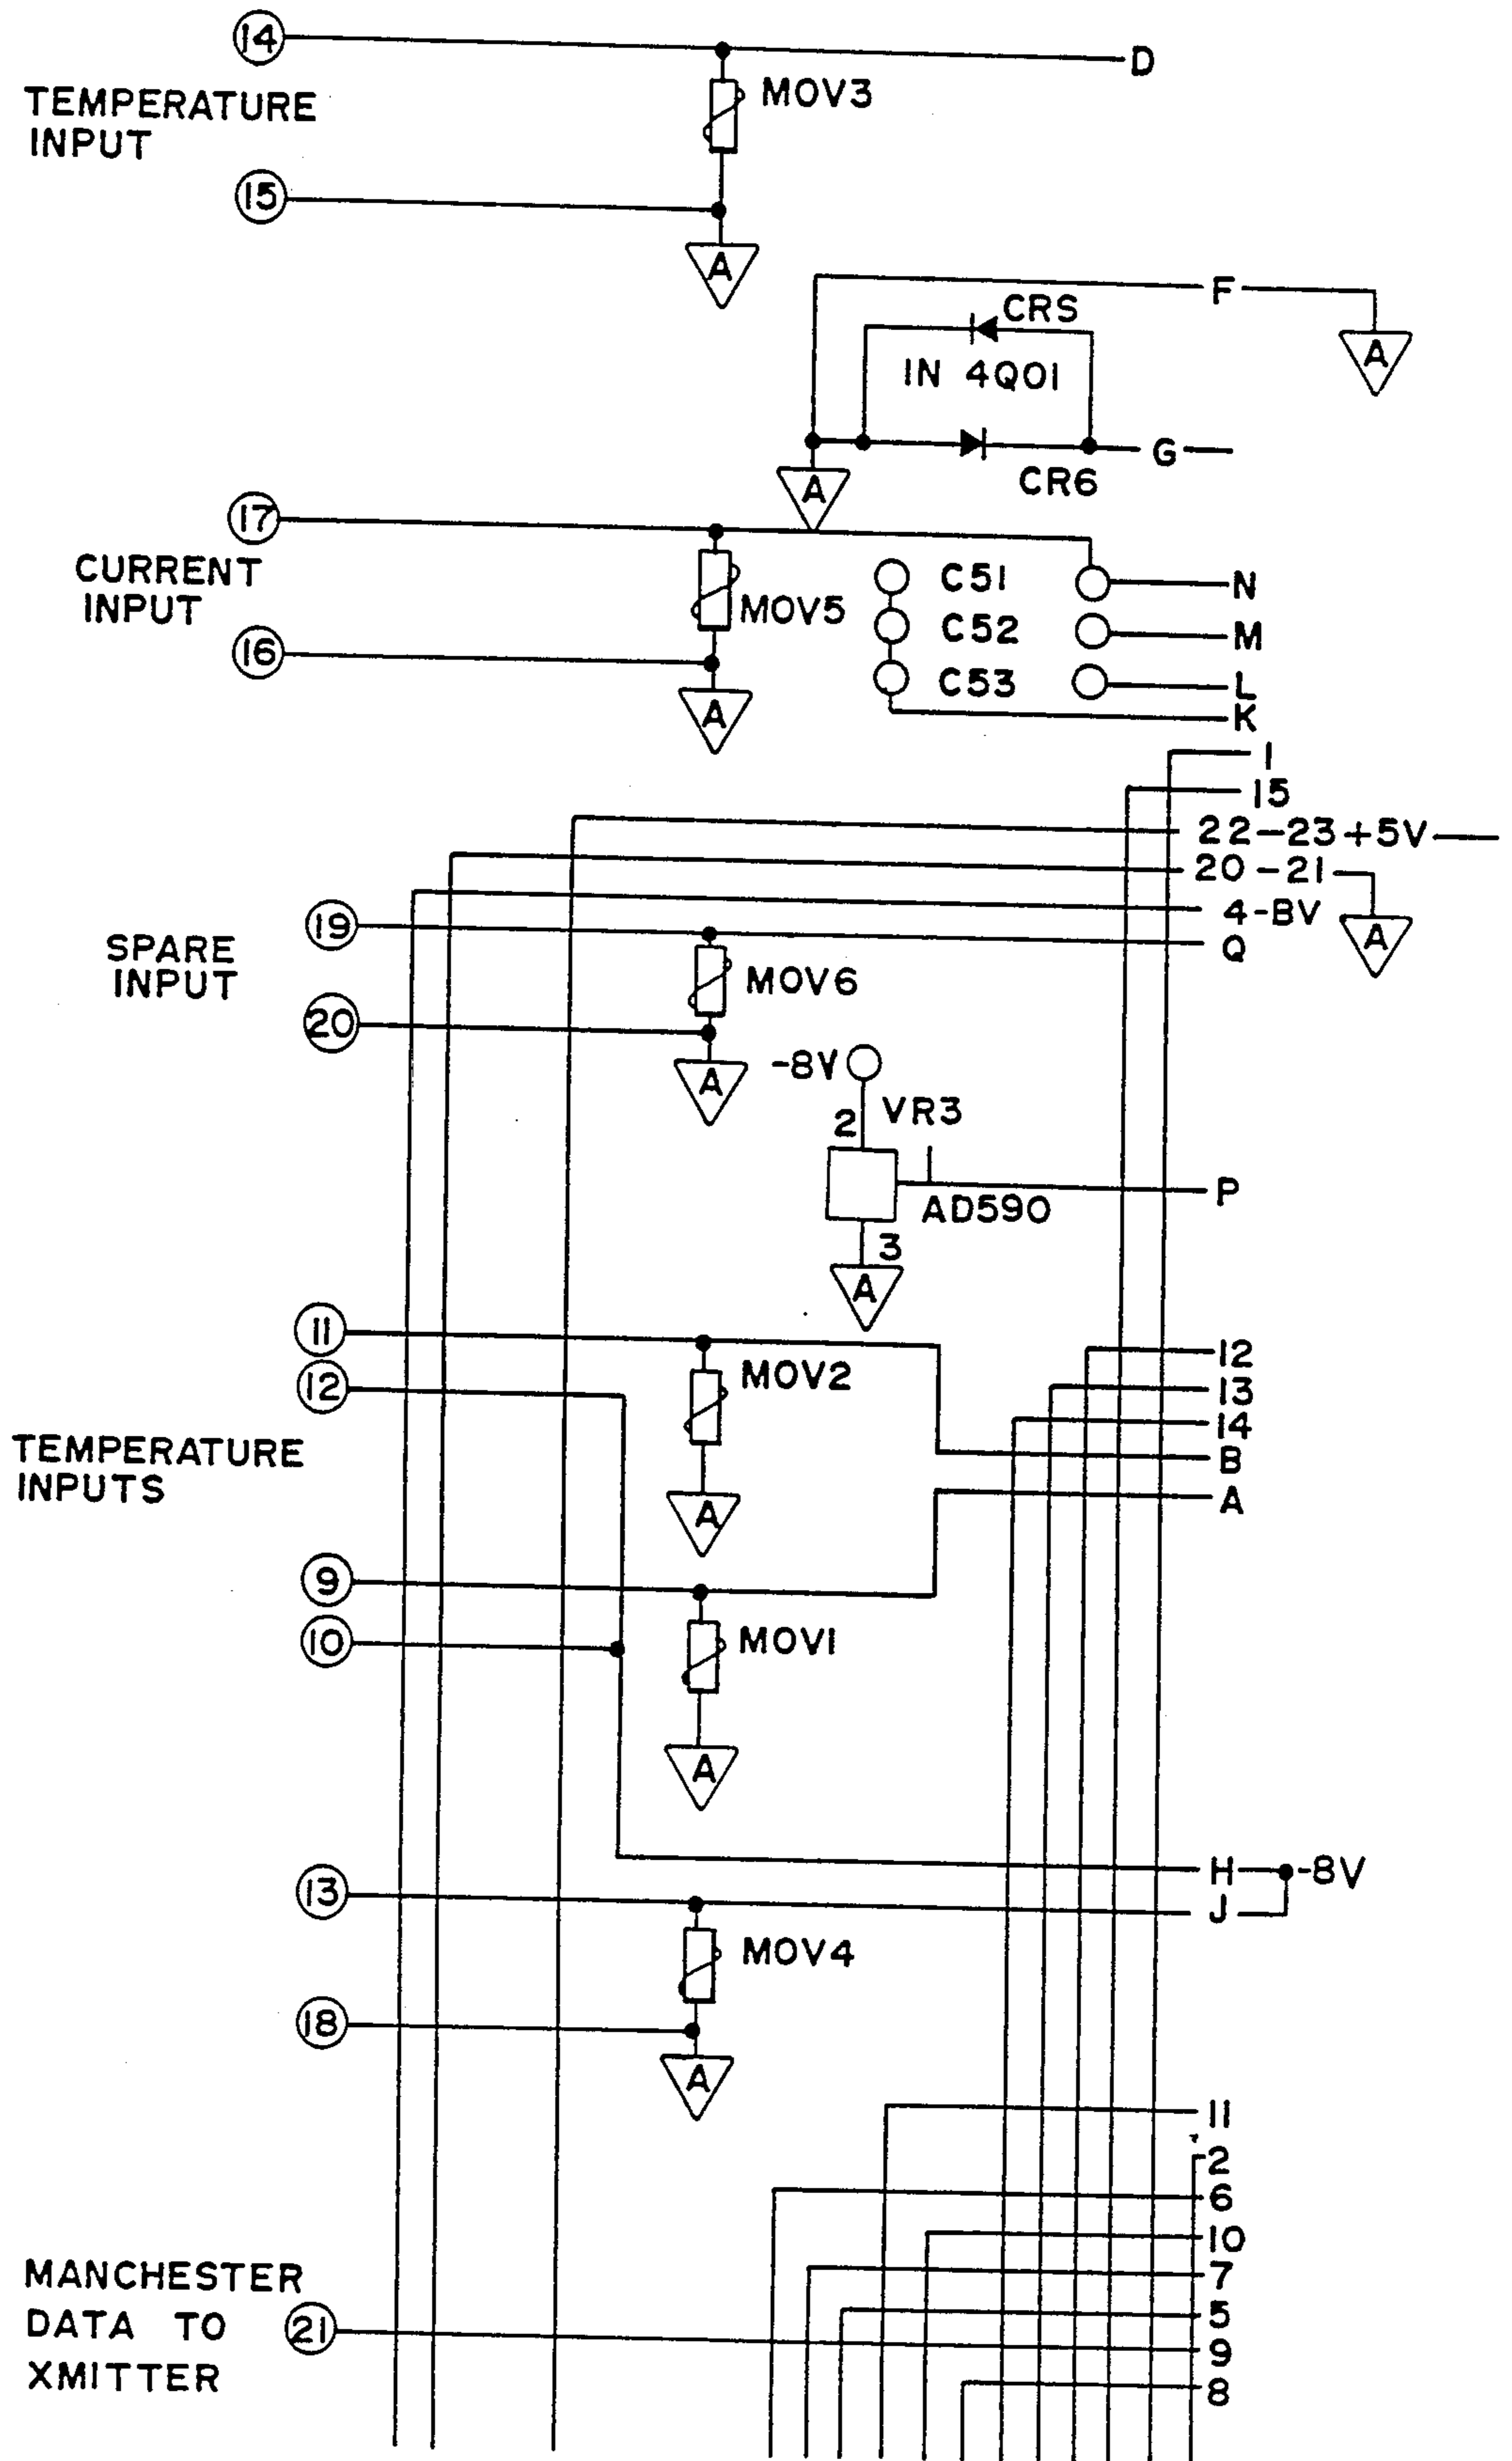 14
D
MOV3
TEMPERATURE
INPUT
15
A
F
CRS
A
IN 4Q01
G
CR6
A
17
CURRENT
INPUT
C51
N
MOV5
C52
M
16
C53
L
K
A
1
15
22-23+5V
20-21
4-BV
19
Q
A
SPARE
INPUT
MOV6
20
A
-8V
2
VR3
P
AD590
3
A
11
12
MOV2
12
13
14
B
A
TEMPERATURE
INPUTS
A
9
10
MOV1
A
H
-8V
13
J
MOV4
18
A
11
2
6
10
7
5
9
8
MANCHESTER
DATA TO
21
XMITTER